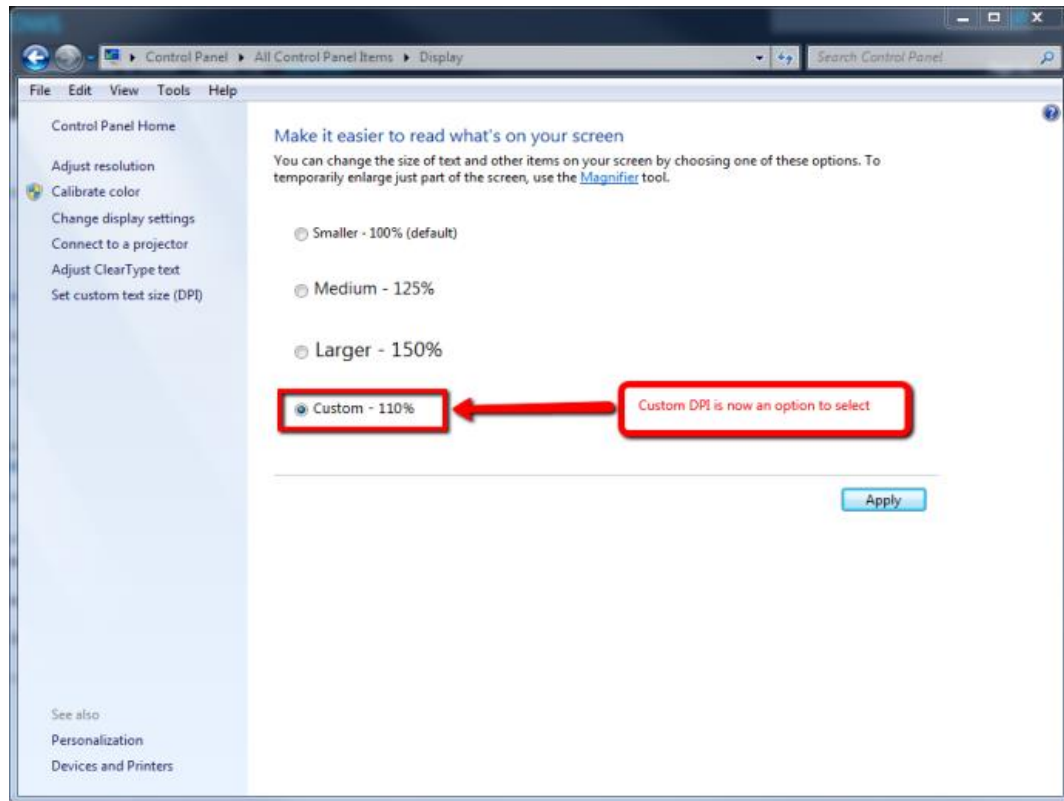 X
Control Panel All Control Panel Items Display
Search Control Panel
File Edit View Tools Help
Control Panel Home
Adjust resolution
Calibrate color
Change display settings
Connect to a projector
Adjust ClearType text
Set custom text size (DPI)
Make it easier to read what's on your screen
You can change the size of text and other items on your screen by choosing one of these options. To
temporarily enlarge just part of the screen, use the Magnifier tool.
Smaller - 100% (default)
Medium - 125%
Larger - 150%
Custom - 110%
Custom DPI is now an option to select
Apply
See also
Personalization
Devices and Printers